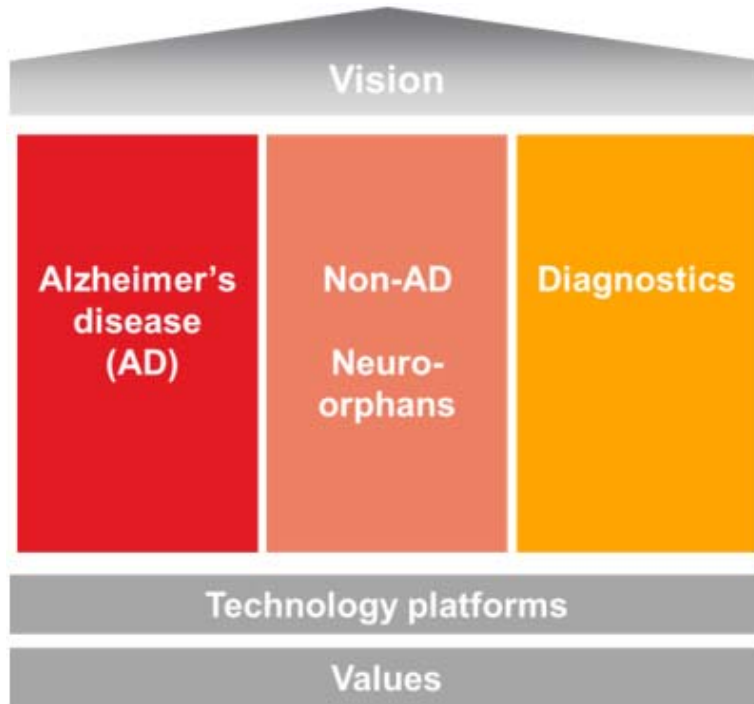 Vision
Alzheimer’s
disease
(AD)
Non-AD
Neuro-
orphans
Diagnostics
Technology platforms
Values